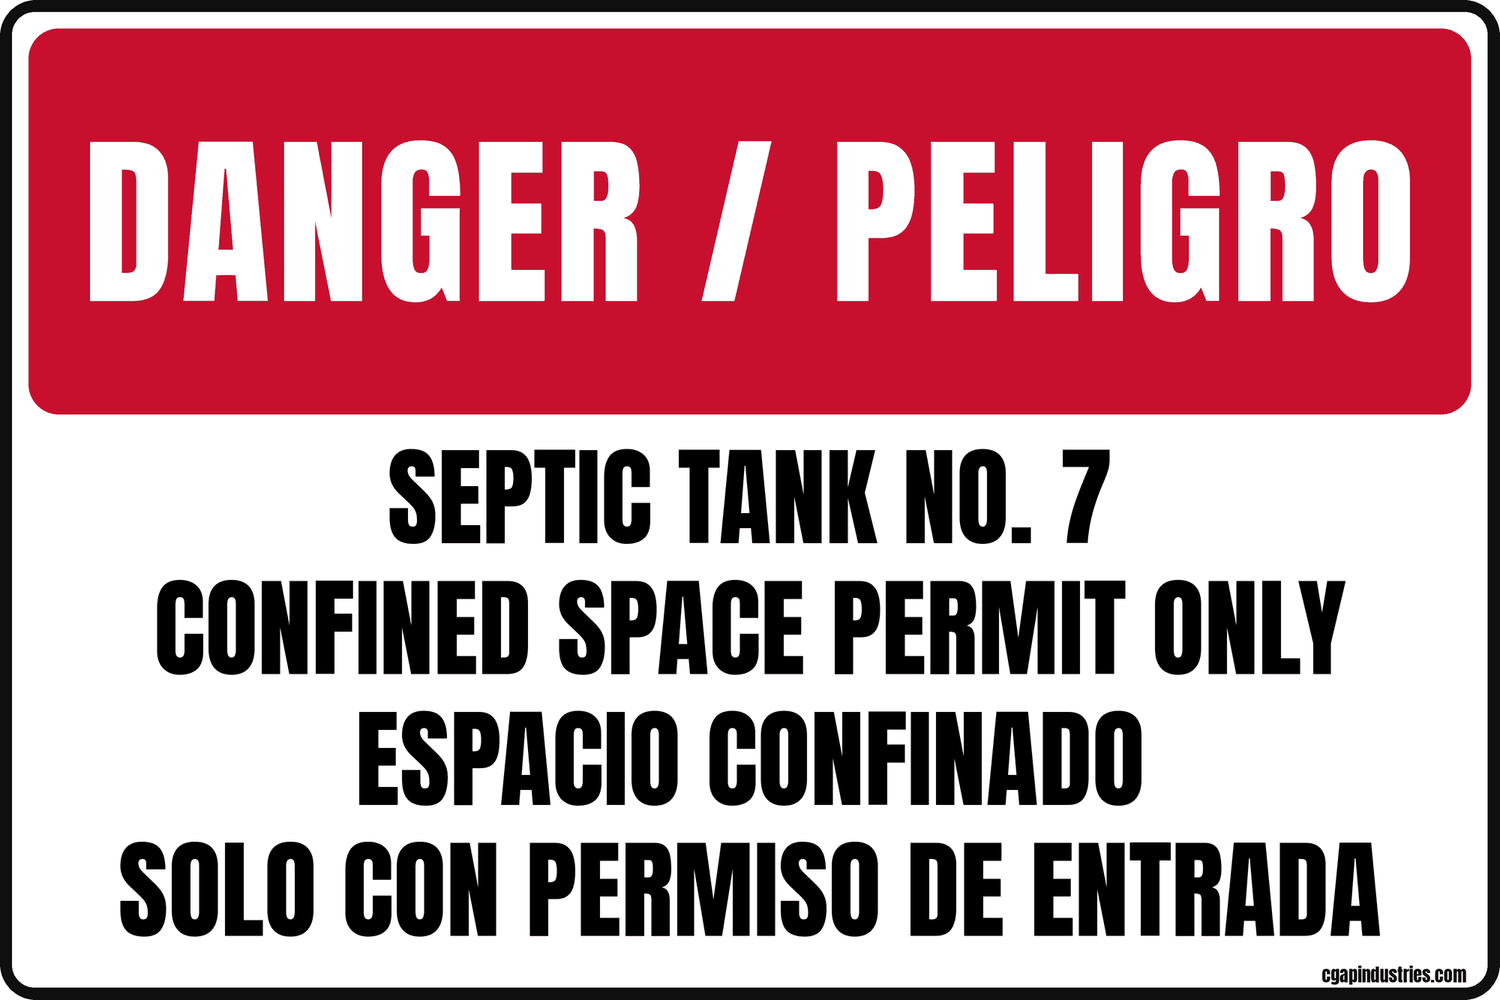 DANGER / PELIGRO
SEPTIC TANK NO. 7
CONFINED SPACE PERMIT ONLY
ESPACIO CONFINADO
SOLO CON PERMISO DE ENTRADA
cgapindustries.com